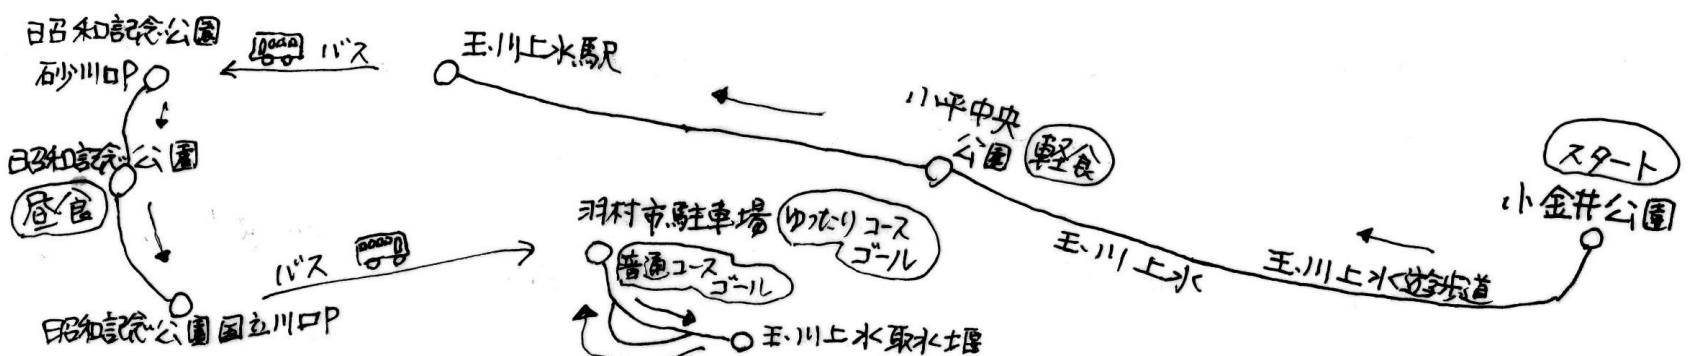 スタート
小金井公園
玉川上水遊歩道
玉川上水
小平中央
公園 軽食
玉川上水駅
バス
昭和記念公園
砂川口P
昭和記念公園
昼食
昭和記念公園国立川口P
バス
羽村市駐車場 ゆったりコース
ゴール
普通コース
ゴール
玉川上水取水堰